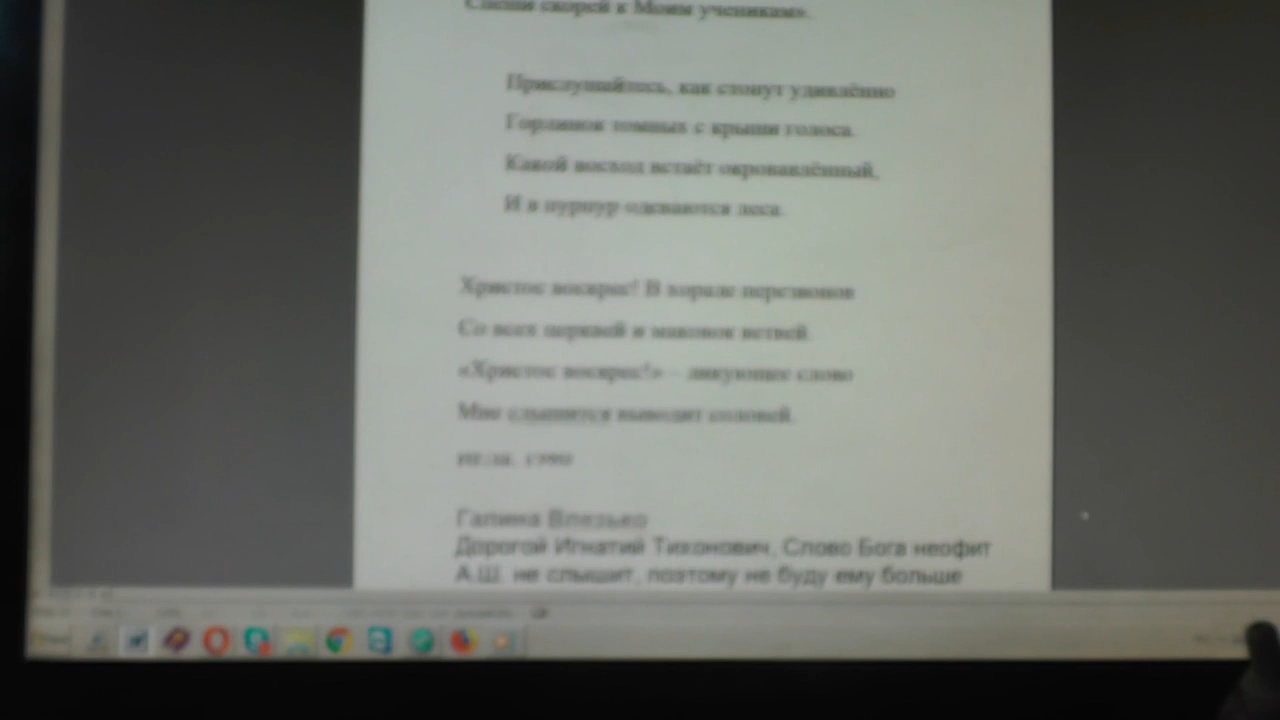 Спеши скорей к Моим ученикам».
Прислушайтесь, как стонут удивлённо
Горлинок томных с крыши голоса.
Какой восход встаёт окровавленный,
И в пурпур одеваются леса.
Христос воскрес! В хорале перезвонов
Со всех церквей и маковок ветвей.
«Христос воскрес!» – ликующее слово
Мне слышится выводит соловей.
Галина Влезько
Дорогой Игнатий Тихонович, Слово Бога неофит
А.Ш. не слышит, поэтому не буду ему больше